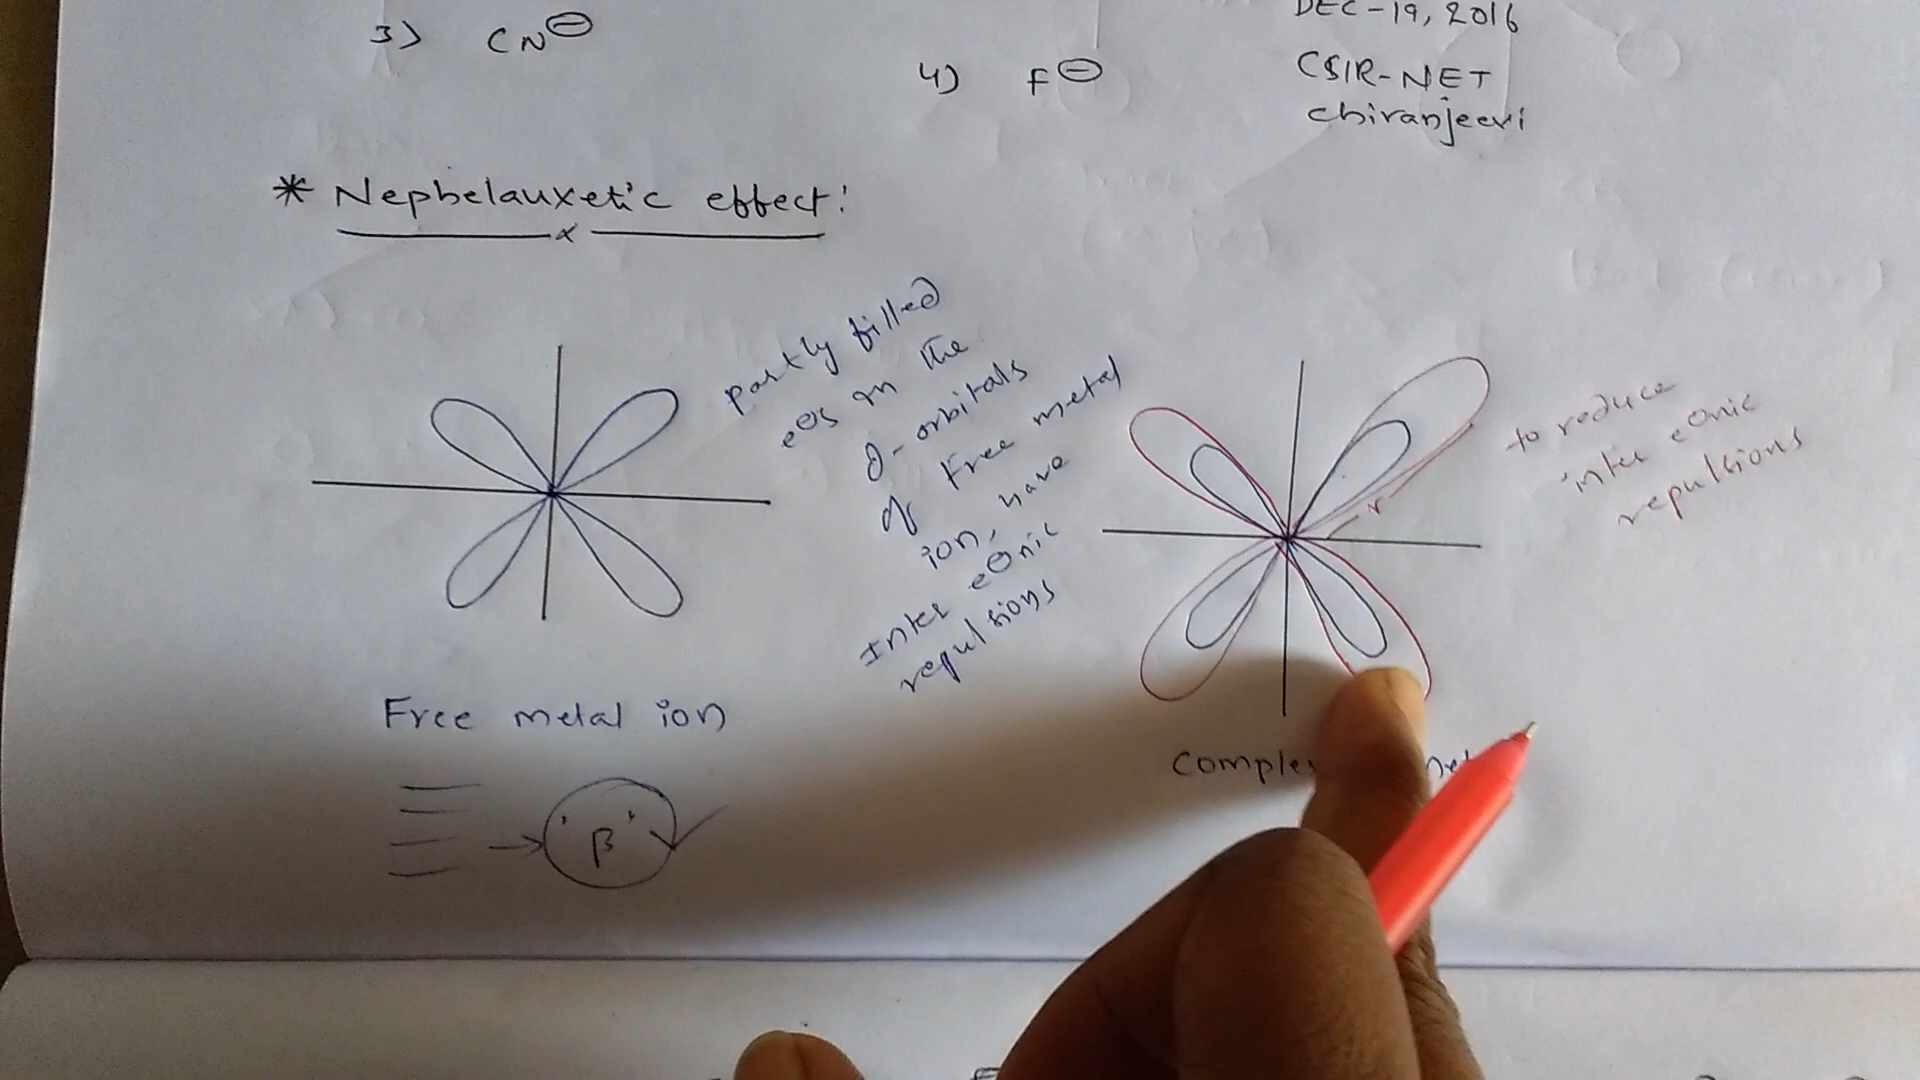 3) CN⊖
4) F⊖
DEC-19, 2016
CSIR-NET
chiranjeevi
* Nephelauxetic effect:
partly filled
e⊖s in the
d-orbitals
of Free metal
ion, have
Inter e⊖nic
repulsions
r
to reduce
inter e⊖nic
repulsions
Free metal ion
Complex
β